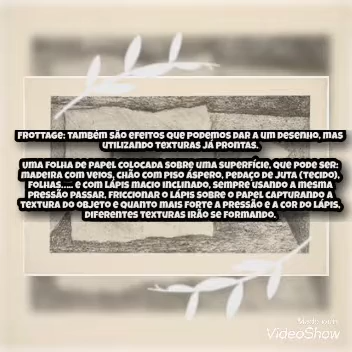 FROTTAGE: TAMBÉM SÃO EFEITOS QUE PODEMOS DAR A UM DESENHO, MAS
UTILIZANDO TEXTURAS JÁ PRONTAS.
UMA FOLHA DE PAPEL COLOCADA SOBRE UMA SUPERFÍCIE, QUE PODE SER:
MADEIRA COM VEIOS, CHÃO COM PISO ÁSPERO, PEDAÇO DE JUTA (TECIDO),
FOLHAS..... E COM LÁPIS MACIO INCLINADO, SEMPRE USANDO A MESMA
PRESSÃO PASSAR, FRICCIONAR O LÁPIS SOBRE O PAPEL CAPTURANDO A
TEXTURA DO OBJETO E QUANTO MAIS FORTE A PRESSÃO E A COR DO LÁPIS,
DIFERENTES TEXTURAS IRÃO SE FORMANDO.
Made with
VideoShow